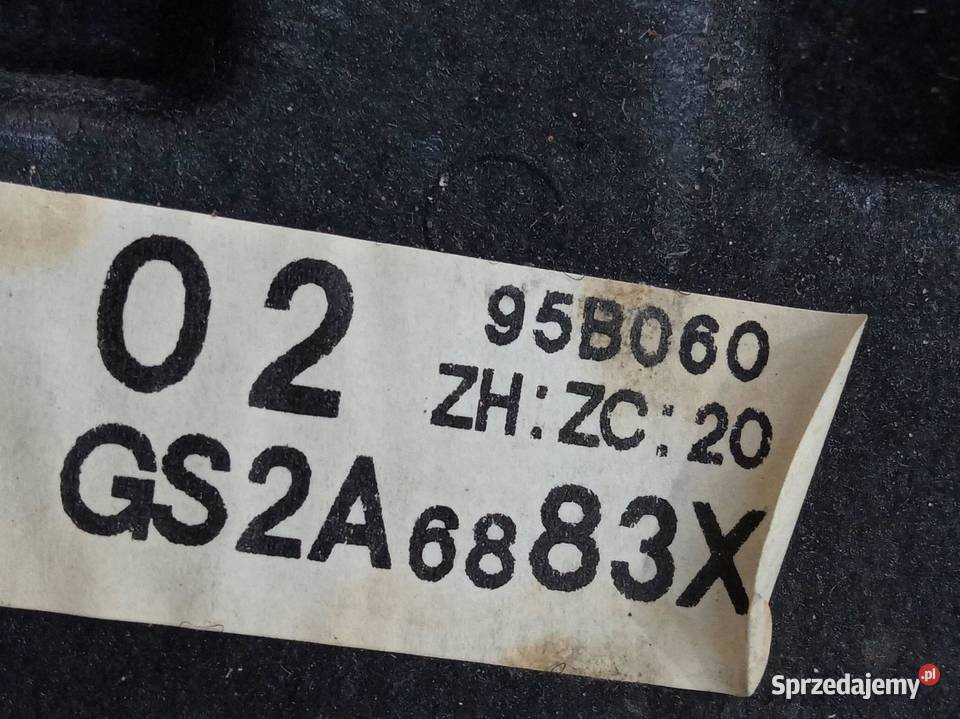 02 95B060
ZH:ZC:20
GS2A6883X
Sprzedajemy.pl